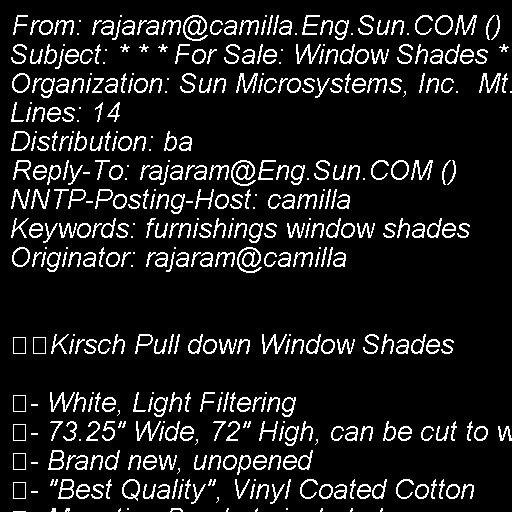 From: rajaram@camilla.Eng.Sun.COM ()
Subject: * * * For Sale: Window Shades *
Organization: Sun Microsystems, Inc.  Mt.
Lines: 14
Distribution: ba
Reply-To: rajaram@Eng.Sun.COM ()
NNTP-Posting-Host: camilla
Keywords: furnishings window shades
Originator: rajaram@camilla
Kirsch Pull down Window Shades
- White, Light Filtering
- 73.25" Wide, 72" High, can be cut to w
- Brand new, unopened
- "Best Quality", Vinyl Coated Cotton